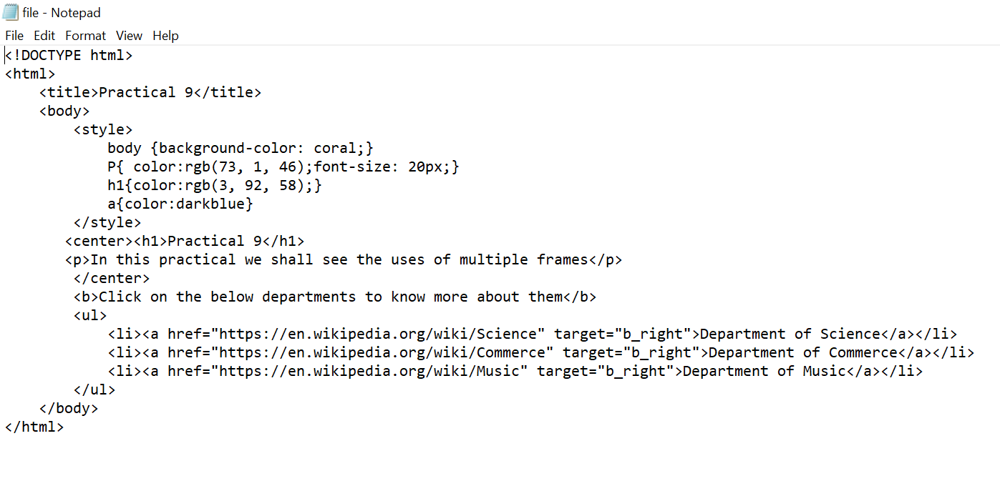 file - Notepad
File Edit Format View Help
<!DOCTYPE html>
<html>
    <title>Practical 9</title>
    <body>
        <style>
            body {background-color: coral;}
            P{ color:rgb(73, 1, 46);font-size: 20px;}
            h1{color:rgb(3, 92, 58);}
            a{color:darkblue}
        </style>
       <center><h1>Practical 9</h1>
       <p>In this practical we shall see the uses of multiple frames</p>
        </center>
        <b>Click on the below departments to know more about them</b>
        <ul>
            <li><a href="https://en.wikipedia.org/wiki/Science" target="b_right">Department of Science</a></li>
            <li><a href="https://en.wikipedia.org/wiki/Commerce" target="b_right">Department of Commerce</a></li>
            <li><a href="https://en.wikipedia.org/wiki/Music" target="b_right">Department of Music</a></li>
        </ul>
    </body>
</html>